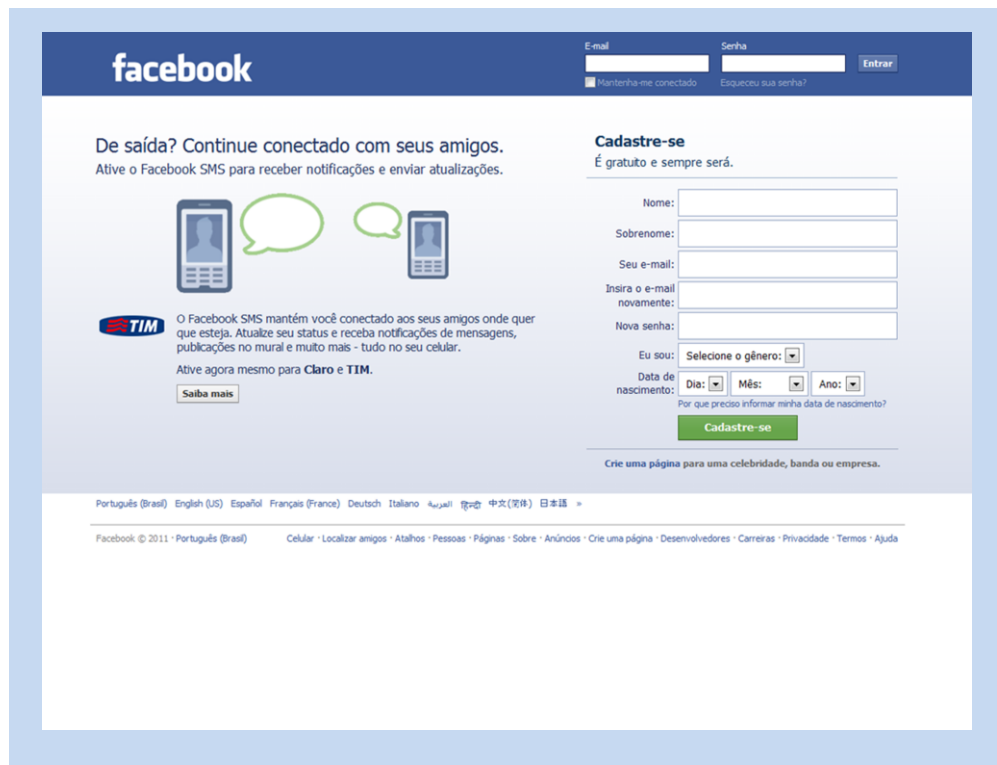 facebook
E-mail
Senha
Entrar
Mantenha-me conectado
Esqueceu sua senha?
De saída? Continue conectado com seus amigos.
Ative o Facebook SMS para receber notificações e enviar atualizações.
TIM
O Facebook SMS mantém você conectado aos seus amigos onde quer
que esteja. Atualize seu status e receba notificações de mensagens,
publicações no mural e muito mais - tudo no seu celular.
Ative agora mesmo para Claro e TIM.
Saiba mais
Cadastre-se
É gratuito e sempre será.
Nome:
Sobrenome:
Seu e-mail:
Insira o e-mail
novamente:
Nova senha:
Eu sou: Selecione o gênero:
Data de
nascimento:
Dia: Mês: Ano:
Por que preciso informar minha data de nascimento?
Cadastre-se
Crie uma página para uma celebridade, banda ou empresa.
Português (Brasil) English (US) Español Français (France) Deutsch Italiano العربية हिन्दी 中文(简体) 日本語 »
Facebook © 2011 · Português (Brasil) Celular · Localizar amigos · Atalhos · Pessoas · Páginas · Sobre · Anúncios · Crie uma página · Desenvolvedores · Carreiras · Privacidade · Termos · Ajuda